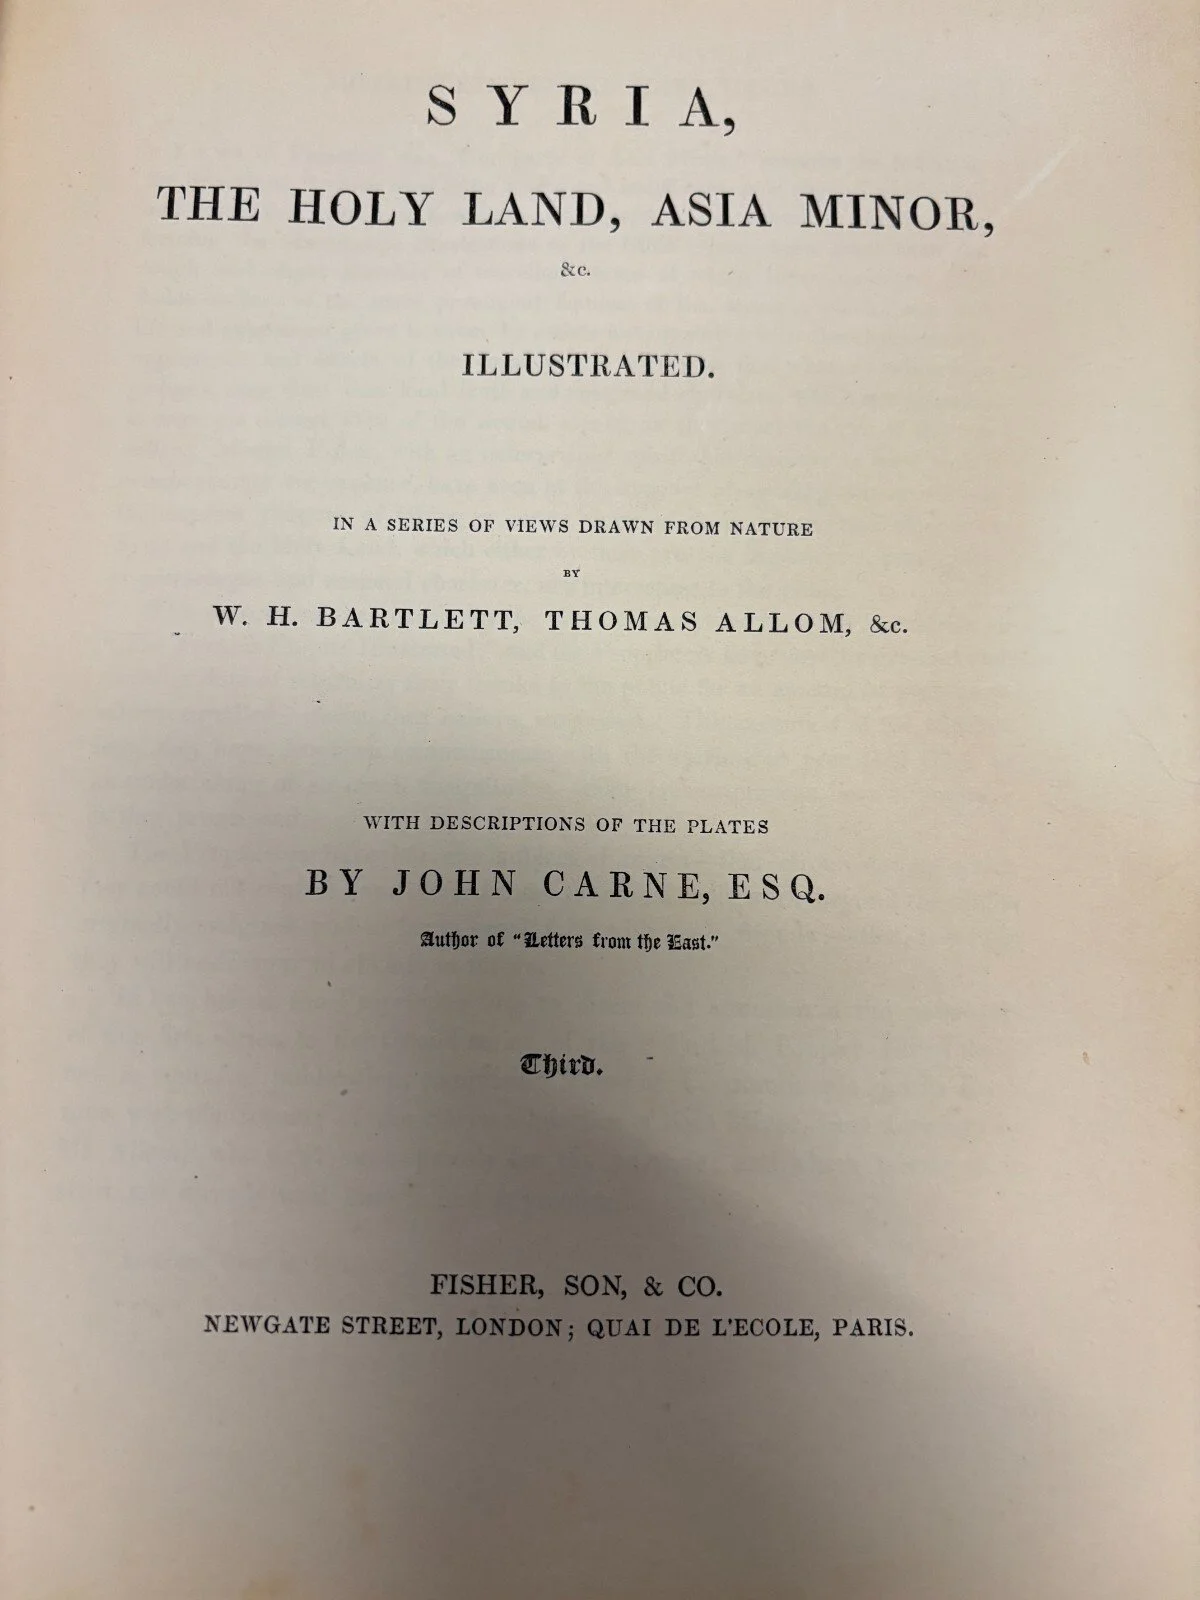 SYRIA,
THE HOLY LAND, ASIA MINOR,
&c.
ILLUSTRATED.
IN A SERIES OF VIEWS DRAWN FROM NATURE
BY
W. H. BARTLETT, THOMAS ALLOM, &c.
WITH DESCRIPTIONS OF THE PLATES
BY JOHN CARNE, ESQ.
Author of "Letters from the East."
Third.
FISHER, SON, & CO.
NEWGATE STREET, LONDON; QUAI DE L'ECOLE, PARIS.